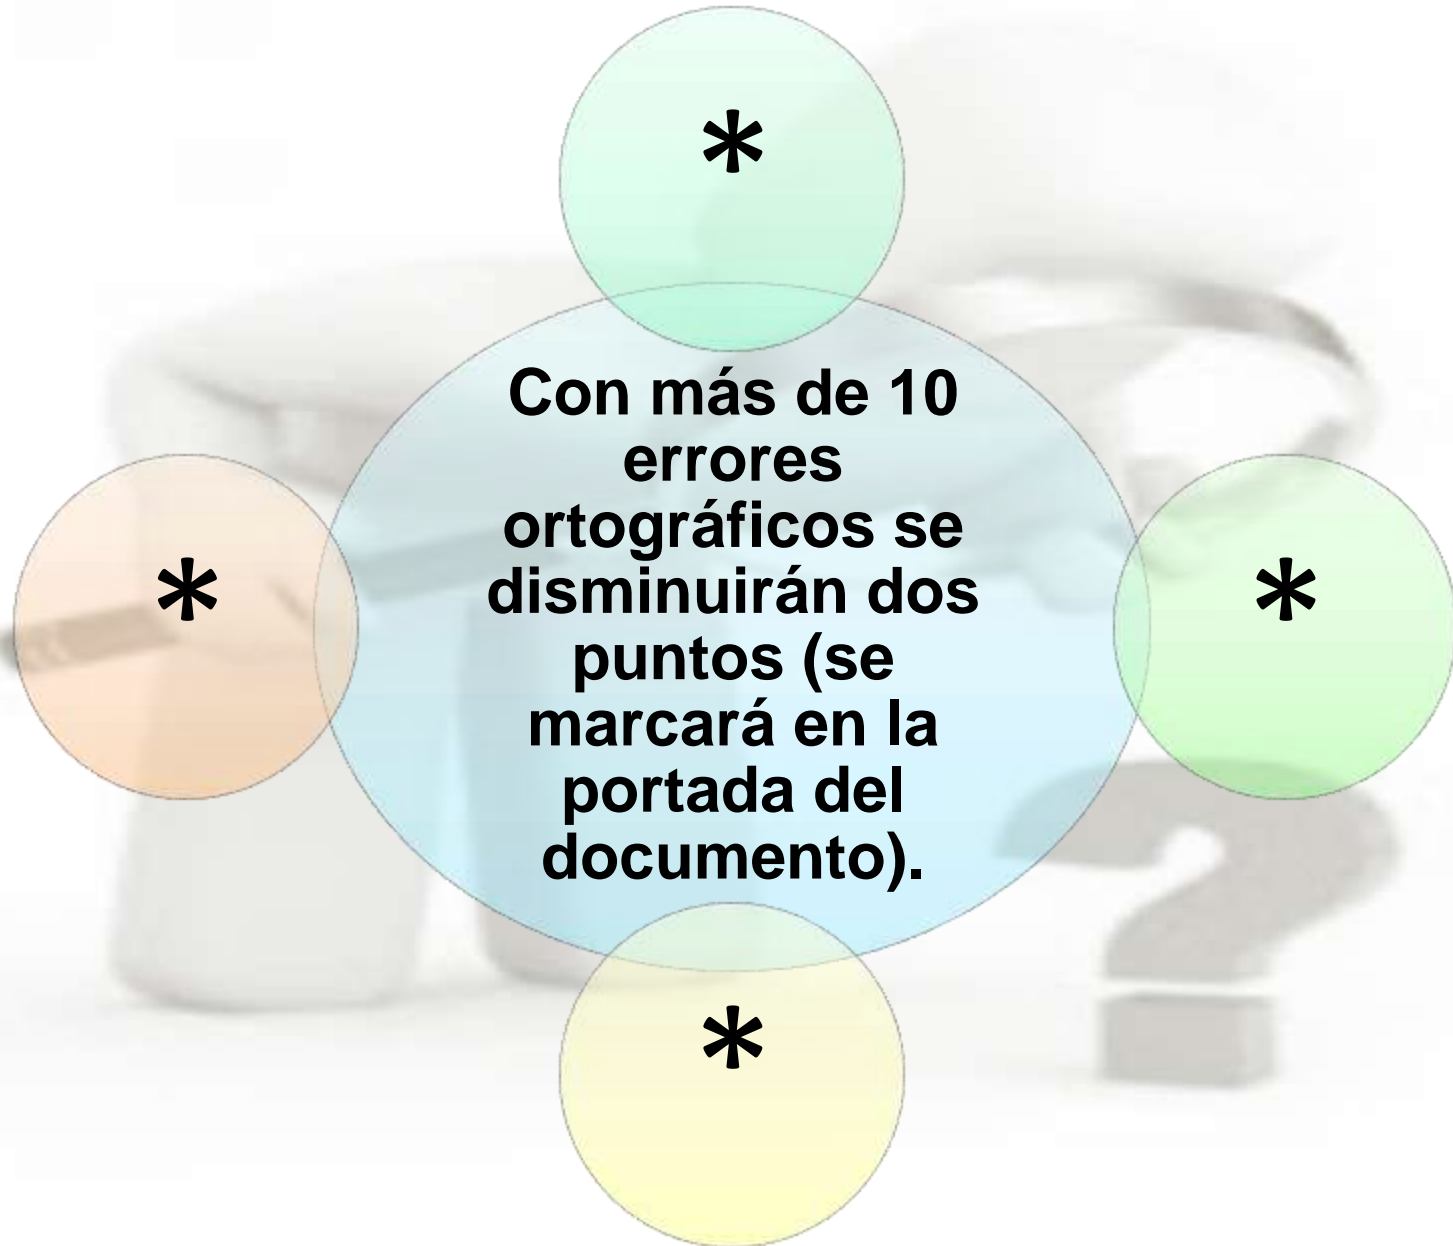 *
Con más de 10
errores
ortográficos se
disminuirán dos
puntos (se
marcará en la
portada del
documento).
*
*
*